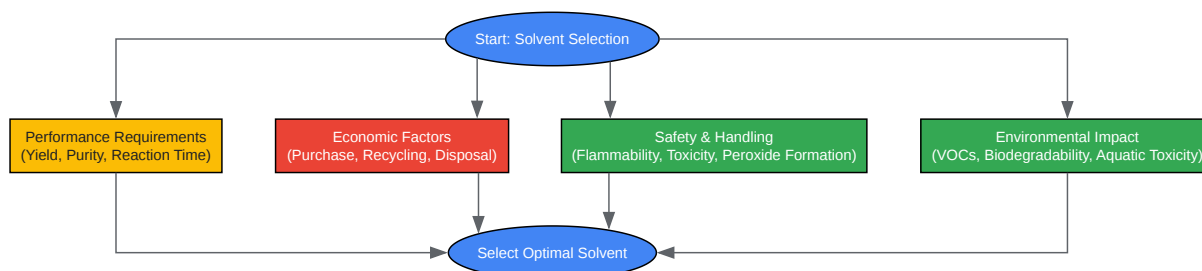 Start: Solvent Selection
Performance Requirements
(Yield, Purity, Reaction Time)
Economic Factors
(Purchase, Recycling, Disposal)
Safety & Handling
(Flammability, Toxicity, Peroxide Formation)
Environmental Impact
(VOCs, Biodegradability, Aquatic Toxicity)
Select Optimal Solvent